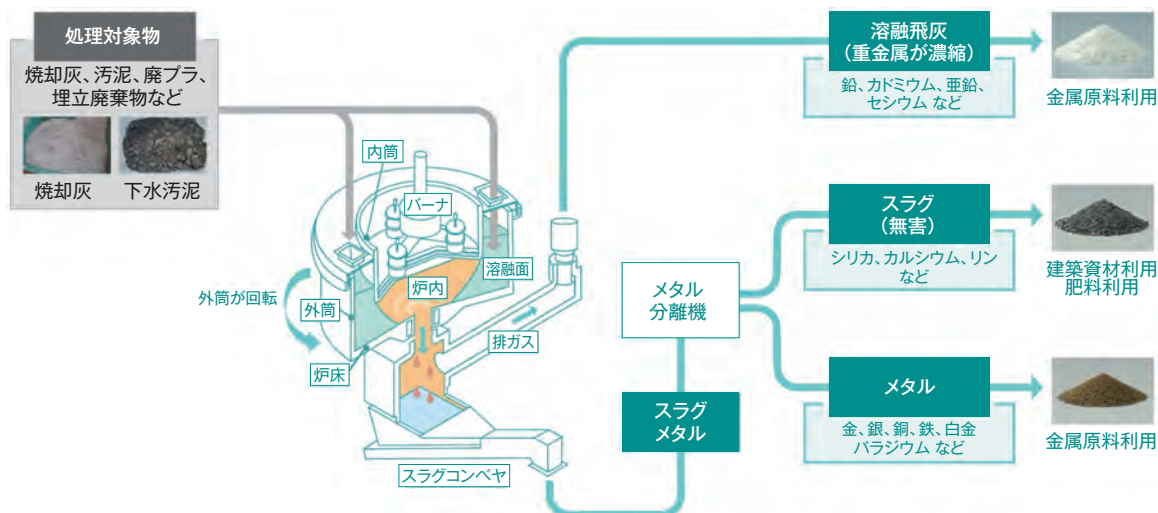 処理対象物
焼却灰、汚泥、廃プラ、
埋立廃棄物など
焼却灰
下水汚泥
内筒
バーナ
溶融面
炉内
外筒が回転
外筒
炉床
排ガス
スラグコンベヤ
スラグ
メタル
メタル
分離機
溶融飛灰
(重金属が濃縮)
鉛、カドミウム、亜鉛、
セシウム など
金属原料利用
スラグ
(無害)
シリカ、カルシウム、リン
など
建築資材利用
肥料利用
メタル
金、銀、銅、鉄、白金
パラジウム など
金属原料利用